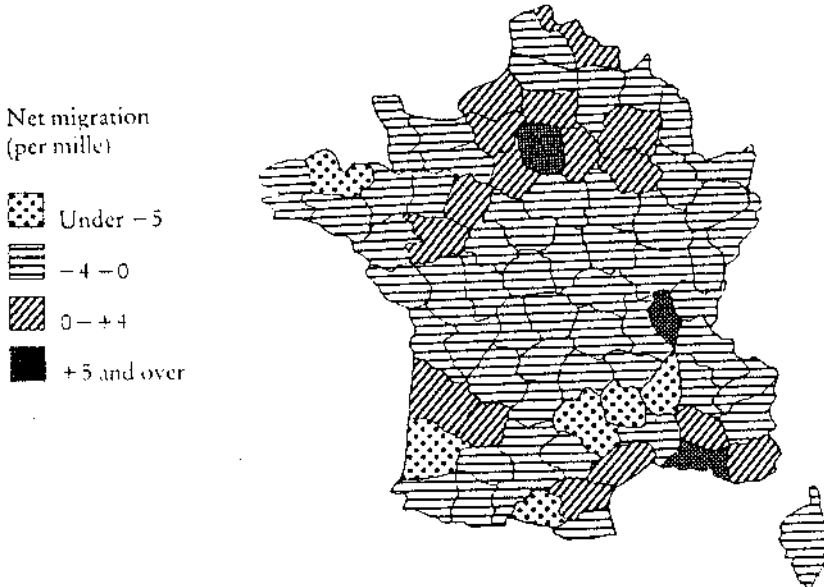 Net migration
(per mille)
Under −5
−4 −0
0− +4
+5 and over